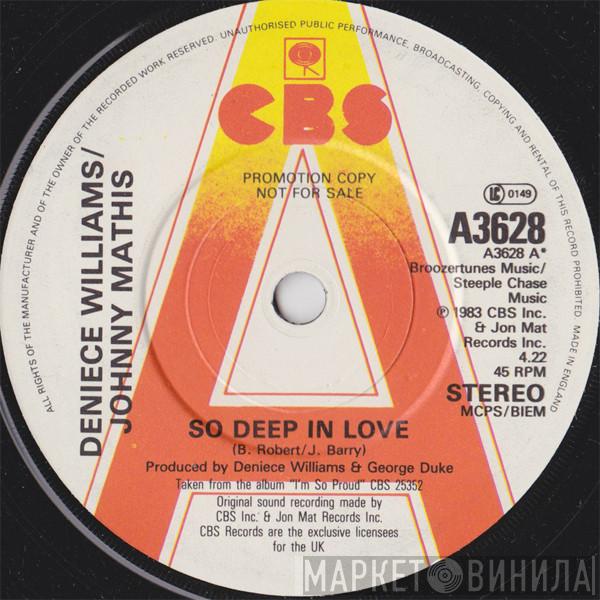 ALL RIGHTS OF THE MANUFACTURER AND OF THE OWNER OF THE RECORDED WORK RESERVED. UNAUTHORISED PUBLIC PERFORMANCE, BROADCASTING, COPYING AND RENTAL OF THIS RECORD PROHIBITED. MADE IN ENGLAND
CBS
PROMOTION COPY
NOT FOR SALE
DENIECE WILLIAMS/
JOHNNY MATHIS
LC 0149
A3628
A3628 A*
Broozertunes Music/
Steeple Chase
Music
℗ 1983 CBS Inc.
& Jon Mat
Records Inc.
4.22
45 RPM
STEREO
MCPS/BIEM
SO DEEP IN LOVE
(B. Robert/J. Barry)
Produced by Deniece Williams & George Duke
Taken from the album "I'm So Proud" CBS 25352
Original sound recording made by
CBS Inc. & Jon Mat Records Inc.
CBS Records are the exclusive licensees
for the UK
МАРКЕТ ВИНИЛА